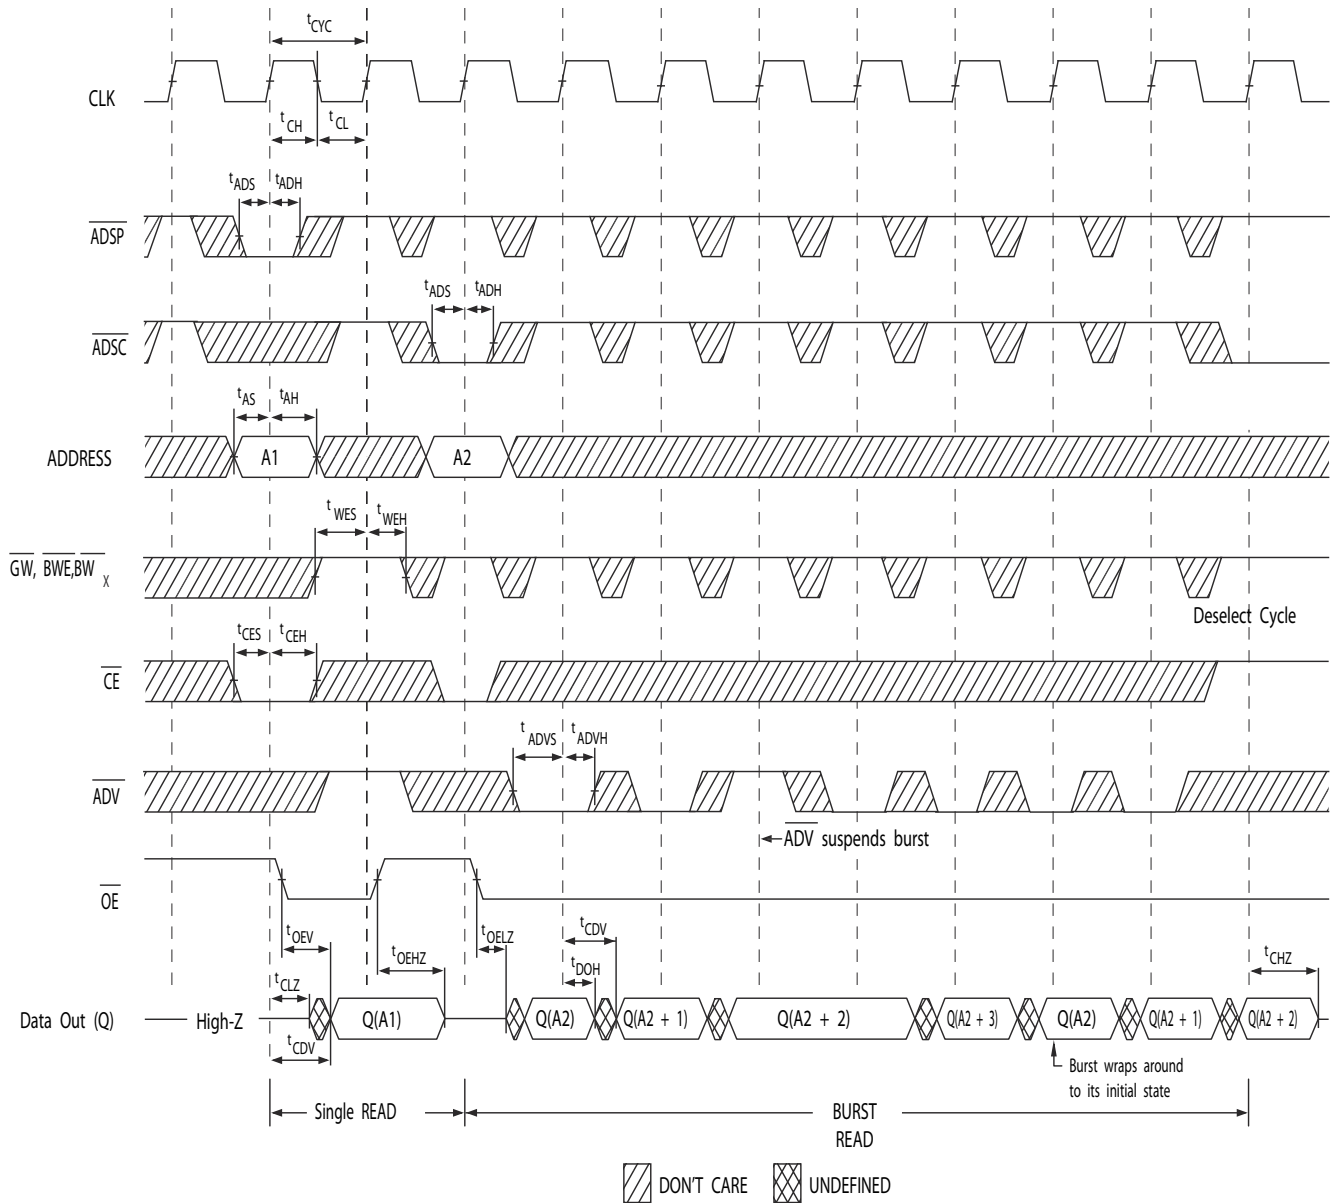 tCYC
CLK
tCH
tCL
tADS
tADH
ADSP
tADS
tADH
ADSC
tAS
tAH
ADDRESS
A1
A2
tWES
tWEH
GW, BWE,BW X
Deselect Cycle
tCES
tCEH
CE
tADVS
tADVH
ADV
ADV suspends burst
OE
tOEV
tOEHZ
tOELZ
tCDV
tDOH
tCHZ
tCLZ
Data Out (Q)
High-Z
Q(A1)
Q(A2)
Q(A2 + 1)
Q(A2 + 2)
Q(A2 + 3)
Q(A2)
Q(A2 + 1)
Q(A2 + 2)
tCDV
Burst wraps around
to its initial state
Single READ
BURST
READ
DON'T CARE
UNDEFINED